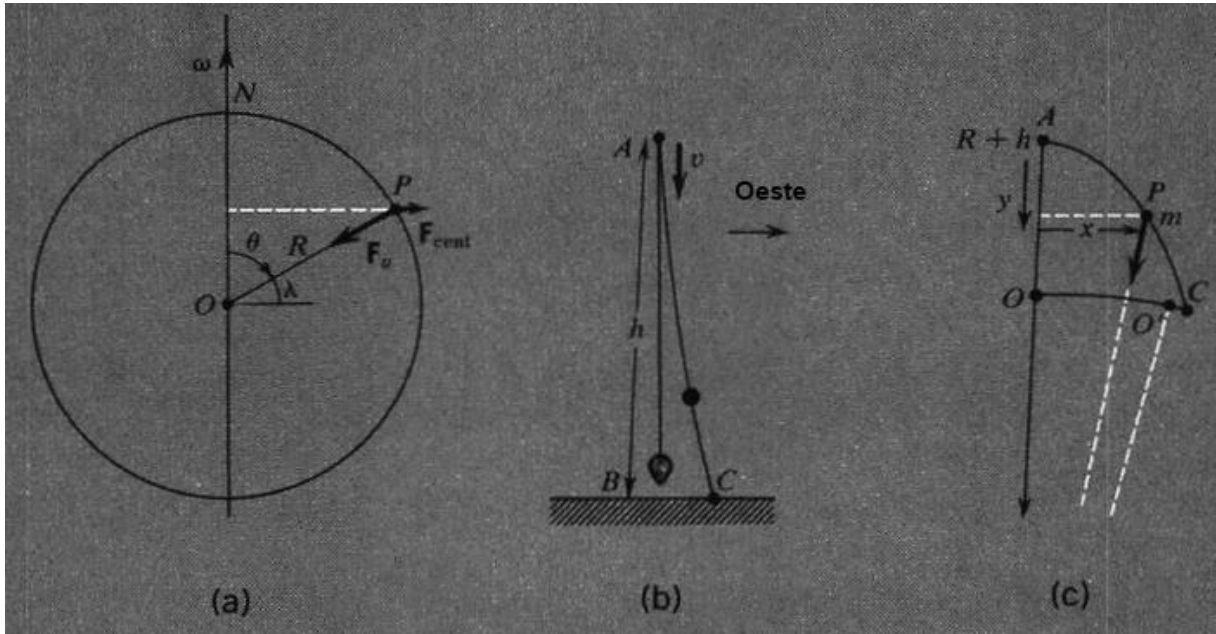 ω
N
P
F_cent
θ
R
F_u
λ
O
(a)
A
v
Oeste
h
B
C
(b)
A
R + h
P
y
m
x
O
C
O'
(c)